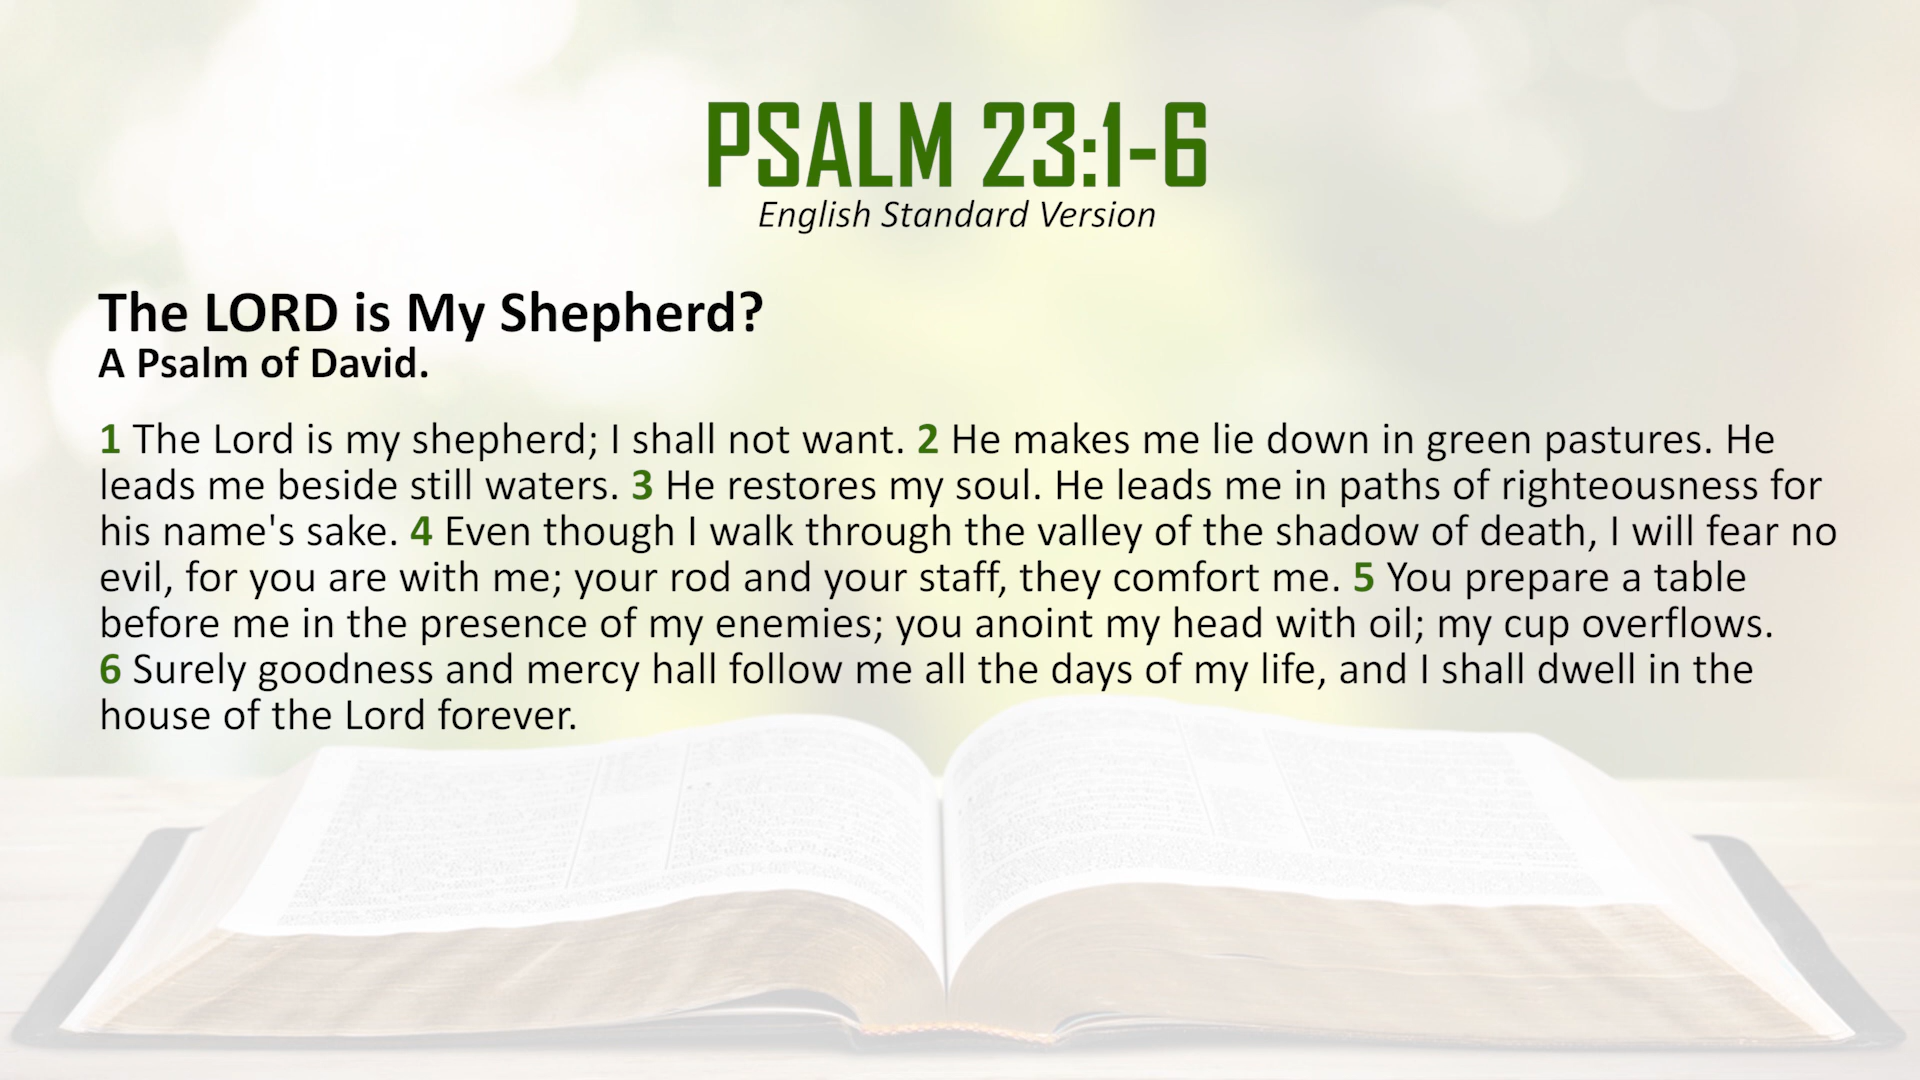 PSALM 23:1-6
English Standard Version
The LORD is My Shepherd?
A Psalm of David.
1 The Lord is my shepherd; I shall not want. 2 He makes me lie down in green pastures. He
leads me beside still waters. 3 He restores my soul. He leads me in paths of righteousness for
his name's sake. 4 Even though I walk through the valley of the shadow of death, I will fear no
evil, for you are with me; your rod and your staff, they comfort me. 5 You prepare a table
before me in the presence of my enemies; you anoint my head with oil; my cup overflows.
6 Surely goodness and mercy hall follow me all the days of my life, and I shall dwell in the
house of the Lord forever.